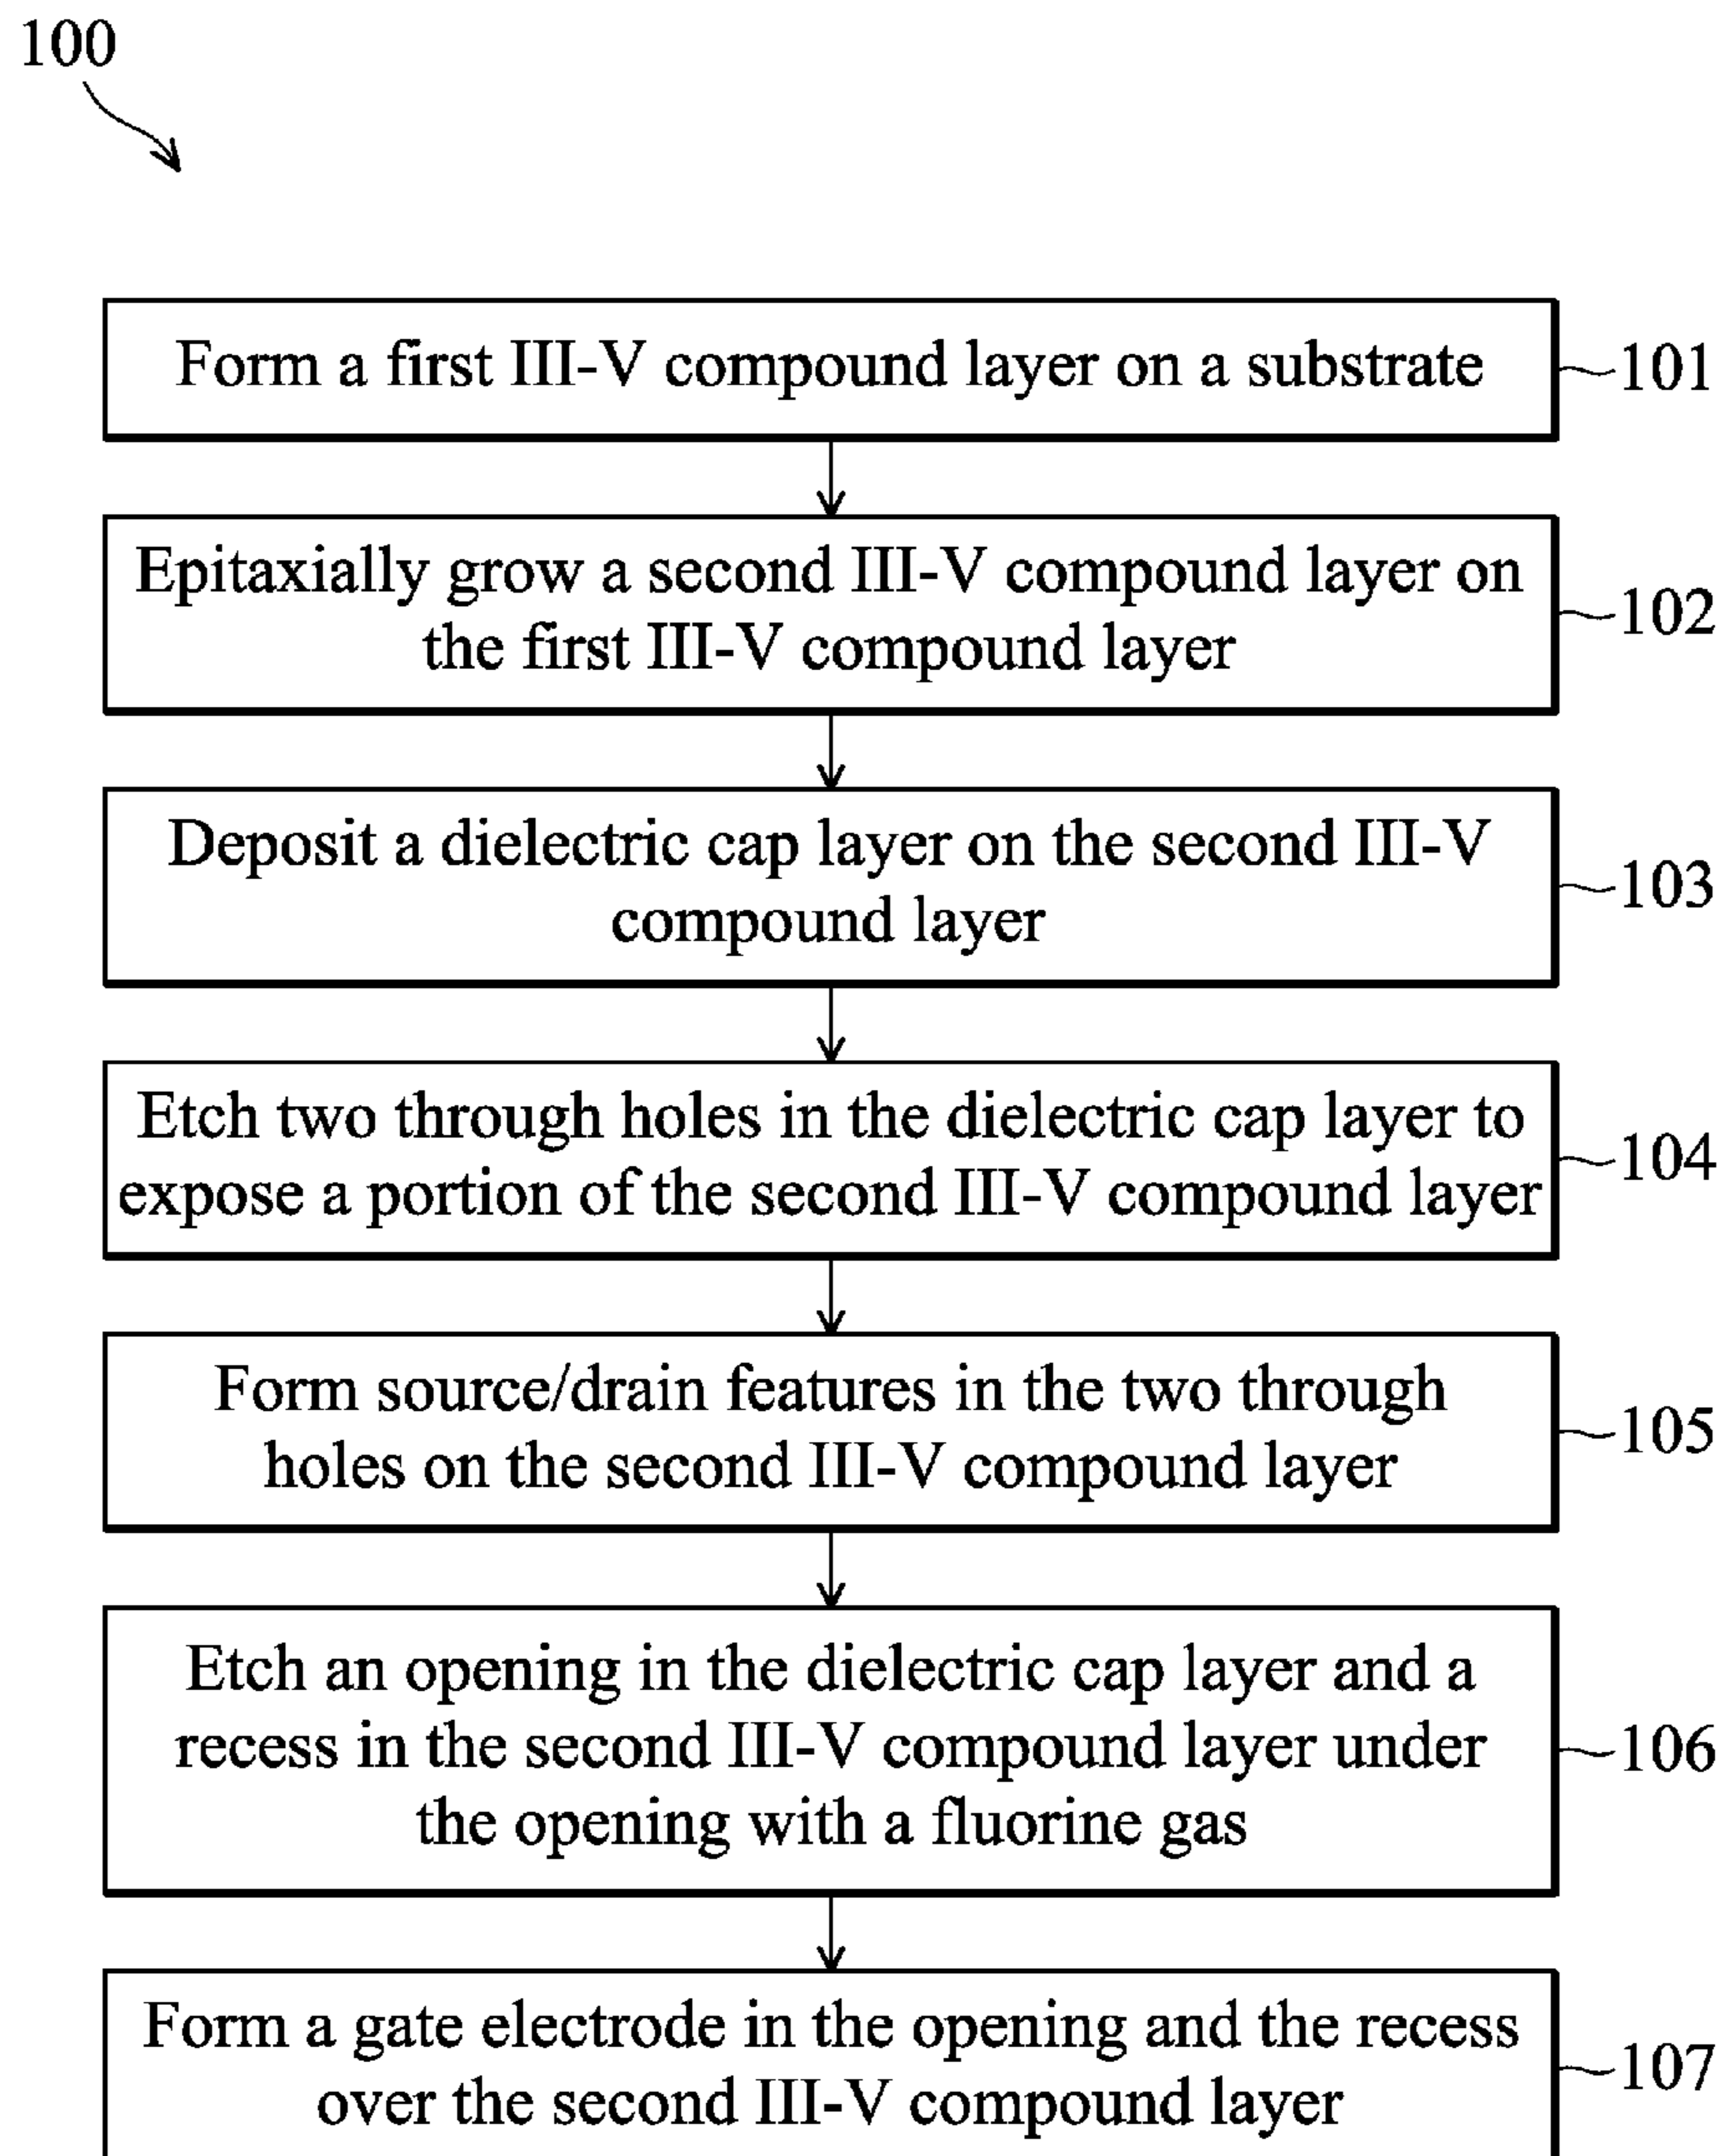 100
Form a first III-V compound layer on a substrate
101
Epitaxially grow a second III-V compound layer on
the first III-V compound layer
102
Deposit a dielectric cap layer on the second III-V
compound layer
103
Etch two through holes in the dielectric cap layer to
expose a portion of the second III-V compound layer
104
Form source/drain features in the two through
holes on the second III-V compound layer
105
Etch an opening in the dielectric cap layer and a
recess in the second III-V compound layer under
the opening with a fluorine gas
106
Form a gate electrode in the opening and the recess
over the second III-V compound layer
107